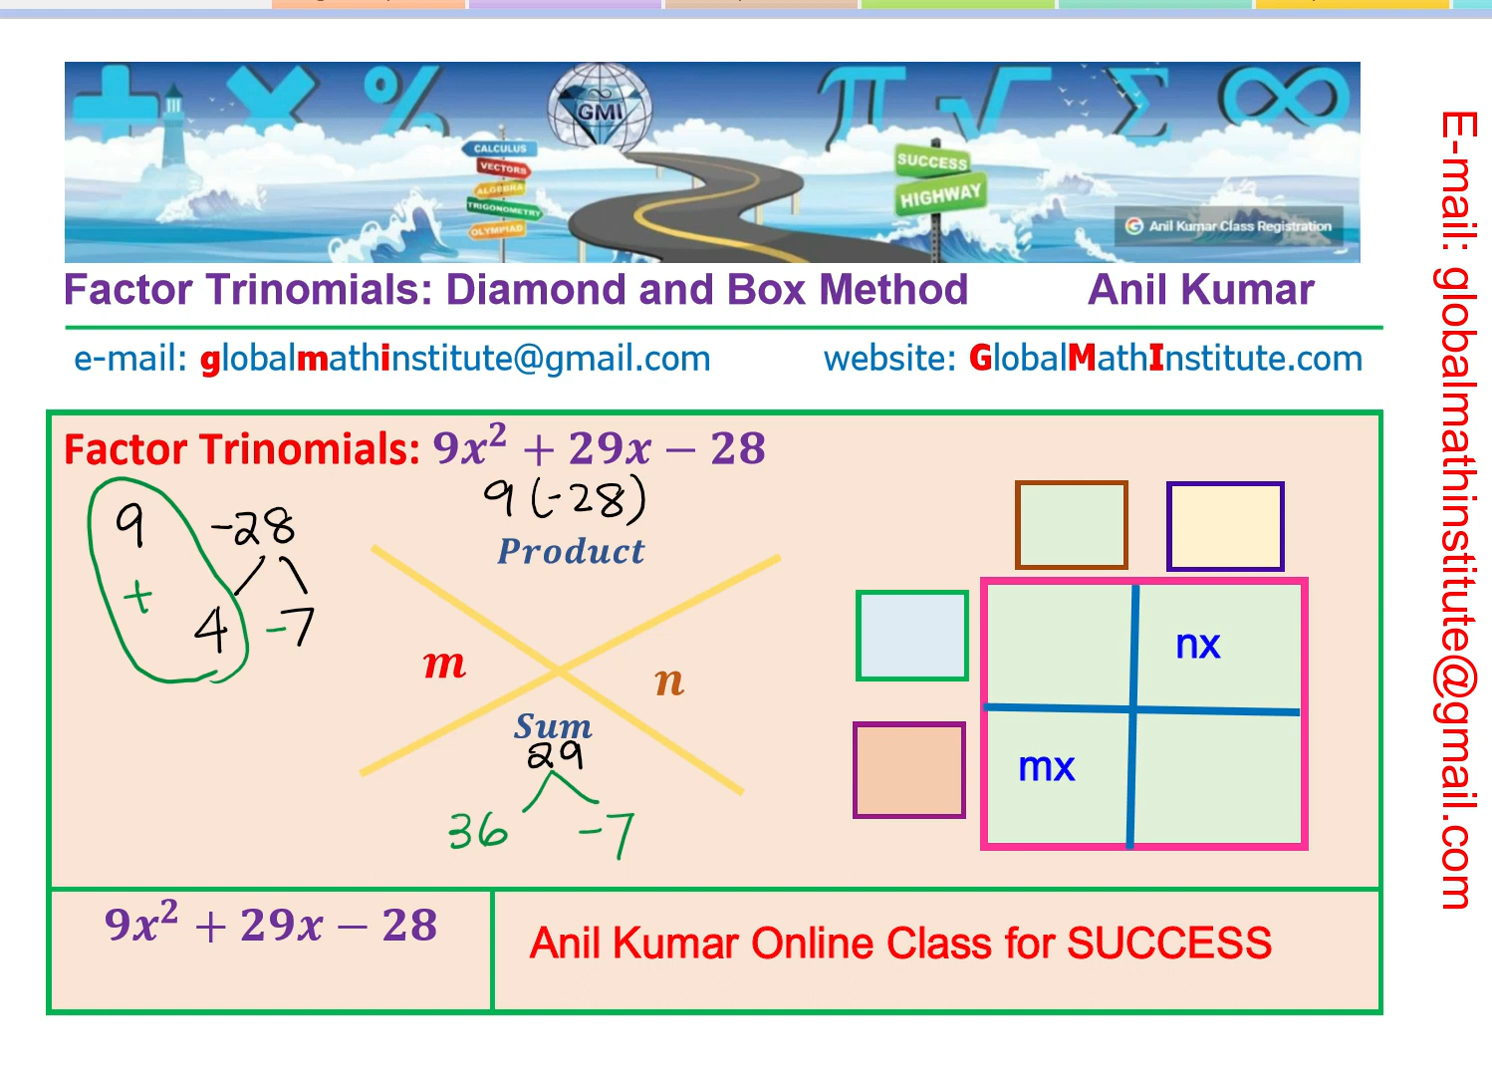 GMI
CALCULUS
VECTORS
ALGEBRA
TRIGONOMETRY
OLYMPIAD
SUCCESS
HIGHWAY
Anil Kumar Class Registration
Factor Trinomials: Diamond and Box Method Anil Kumar
e-mail: globalmathinstitute@gmail.com website: GlobalMathInstitute.com
Factor Trinomials: 9x² + 29x − 28
9(-28)
Product
9 -28
+
4 -7
m n
Sum
29
36 -7
nx
mx
9x² + 29x − 28
Anil Kumar Online Class for SUCCESS
E-mail: globalmathinstitute@gmail.com